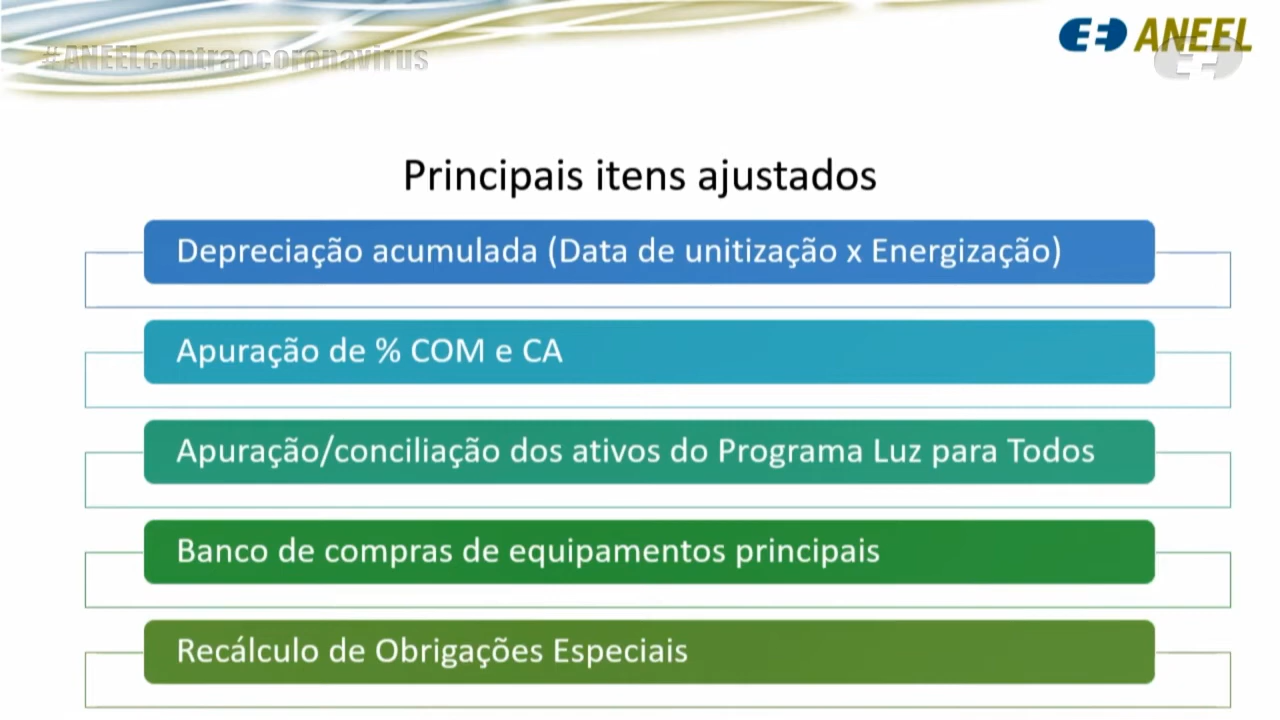 #ANEELcontraocoronavirus
ANEEL
Principais itens ajustados
Depreciação acumulada (Data de unitização x Energização)
Apuração de % COM e CA
Apuração/conciliação dos ativos do Programa Luz para Todos
Banco de compras de equipamentos principais
Recálculo de Obrigações Especiais